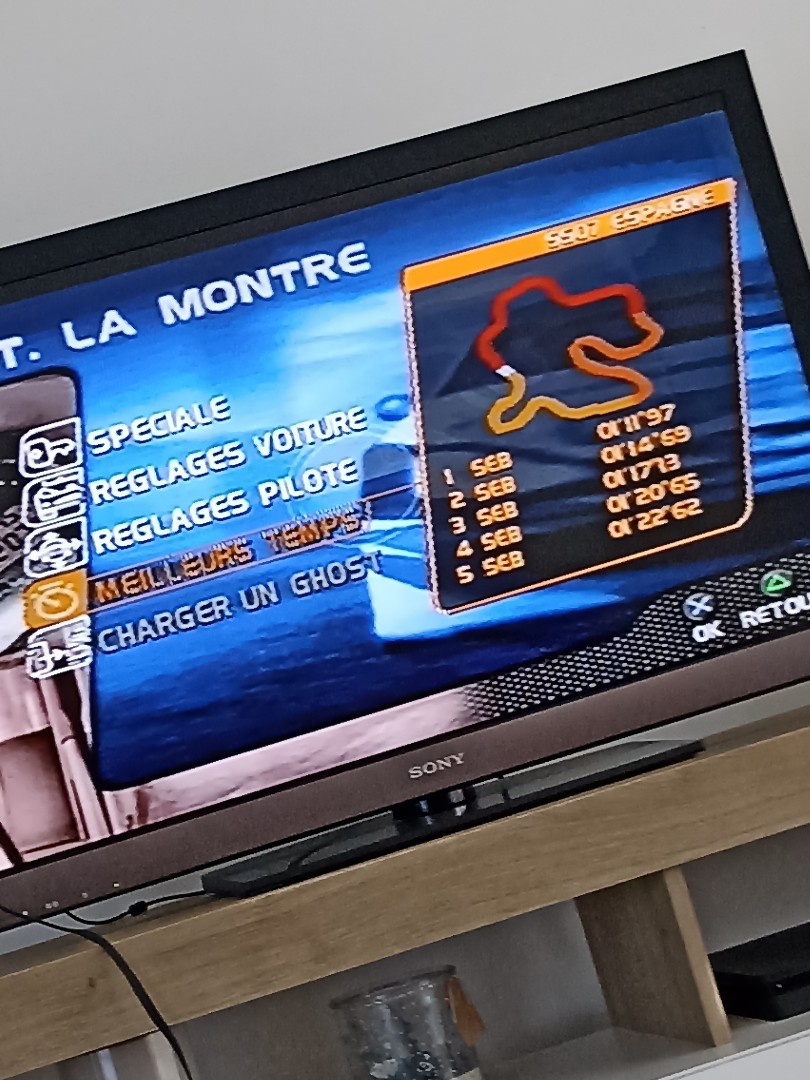 T. LA MONTRE
SPECIALE
REGLAGES VOITURE
REGLAGES PILOTE
MEILLEURS TEMPS
CHARGER UN GHOST
SS07 ESPAGNE
1 SEB 01'11"97
2 SEB 01'14"69
3 SEB 01'17"13
4 SEB 01'20"65
5 SEB 01'22"62
OK RETOU
SONY